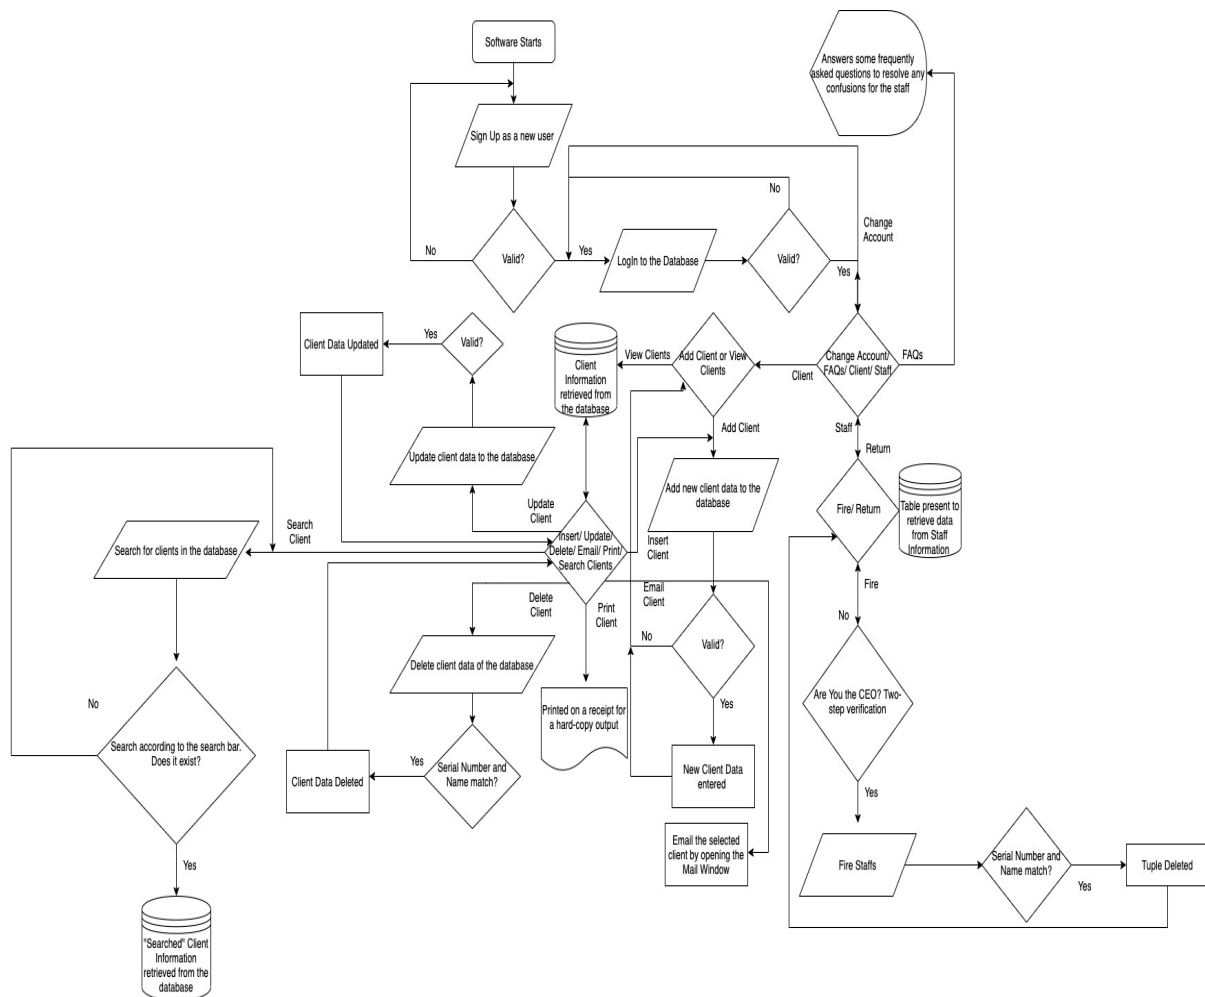 Software Starts
Answers some frequently
asked questions to resolve any
confusions for the staff
Sign Up as a new user
No
Change
Account
No
Valid?
Yes
LogIn to the Database
Valid?
Yes
Client Data Updated
Yes
Valid?
View Clients
Add Client or View
Clients
Client
Change Account/
FAQs/ Client/ Staff
FAQs
Client
Information
retrieved from
the database
Add Client
Staff
Return
Update client data to the database
Add new client data to the
database
Fire/ Return
Table present to
retrieve data
from Staff
Information
Update
Client
Search
Client
Search for clients in the database
Insert/ Update/
Delete/ Email/ Print/
Search Clients
Insert
Client
Delete
Client
Print
Client
Email
Client
Fire
No
No
Valid?
Delete client data of the database
Are You the CEO? Two-
step verification
No
Yes
Printed on a receipt for
a hard-copy output
Search according to the search bar.
Does it exist?
Client Data Deleted
Yes
Serial Number and
Name match?
New Client Data
entered
Yes
Email the selected
client by opening the
Mail Window
Yes
Fire Staffs
Serial Number and
Name match?
Yes
Tuple Deleted
"Searched" Client
Information
retrieved from the
database